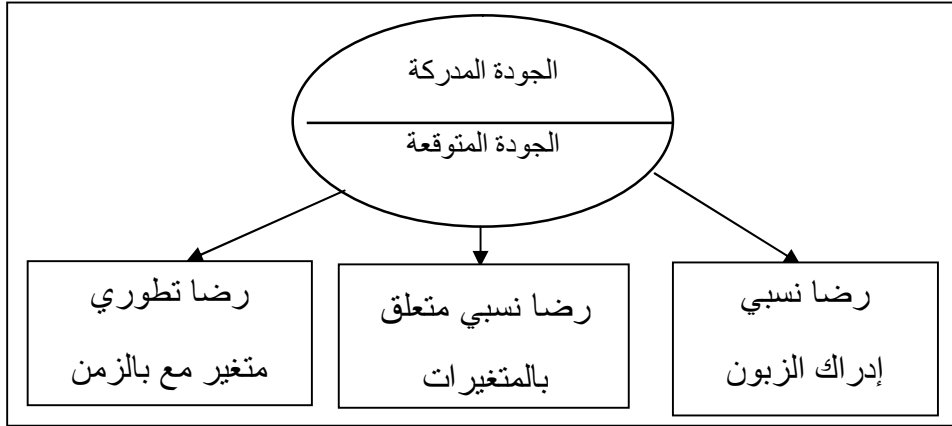 الجودة المدركة
الجودة المتوقعة
رضا نسبي
إدراك الزبون
رضا نسبي متعلق
بالمتغيرات
رضا تطوري
متغير مع بالزمن